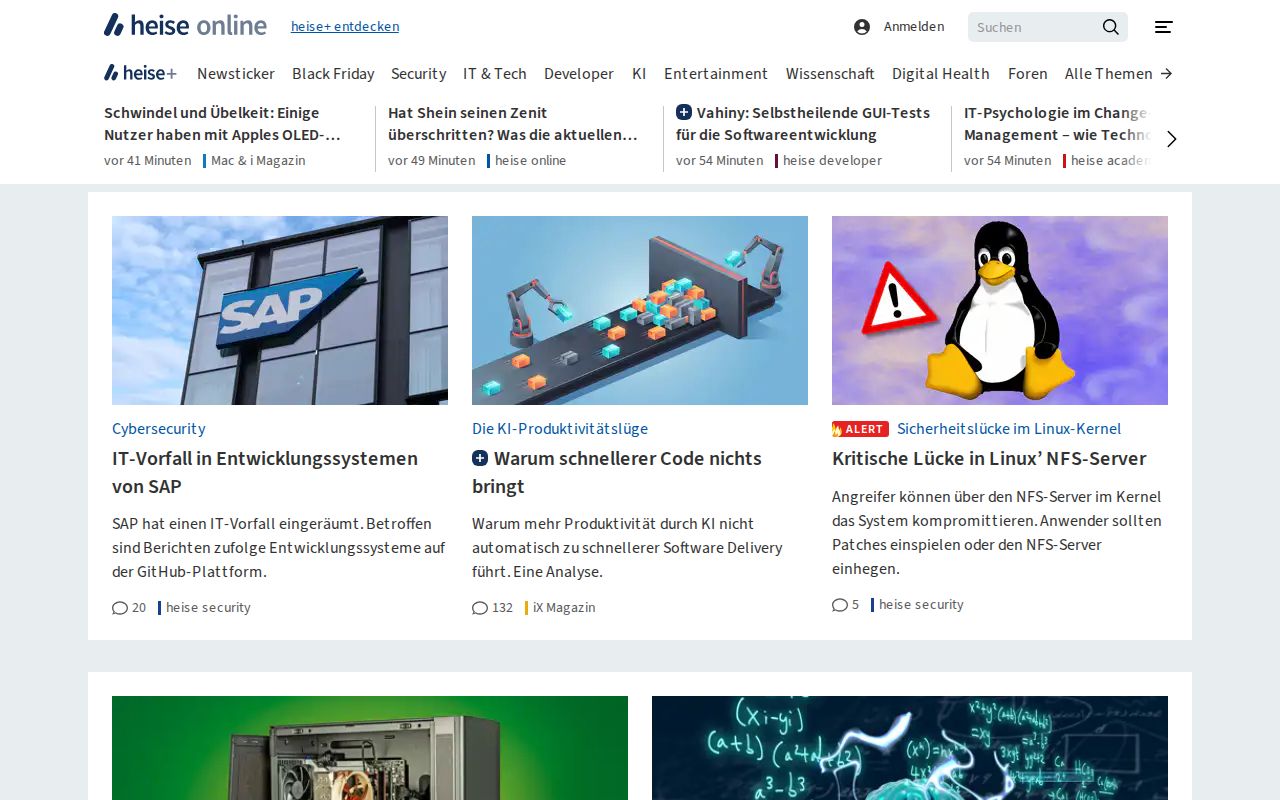 heise online
heise+ entdecken
Anmelden
Suchen
heise+ Newsticker Black Friday Security IT & Tech Developer KI Entertainment Wissenschaft Digital Health Foren Alle Themen
Schwindel und Übelkeit: Einige
Nutzer haben mit Apples OLED-…
vor 41 Minuten Mac & i Magazin
Hat Shein seinen Zenit
überschritten? Was die aktuellen…
vor 49 Minuten heise online
Vahiny: Selbstheilende GUI-Tests
für die Softwareentwicklung
vor 54 Minuten heise developer
IT-Psychologie im Change-
Management – wie Techno
vor 54 Minuten heise academ
SAP
Cybersecurity
IT-Vorfall in Entwicklungssystemen
von SAP
SAP hat einen IT-Vorfall eingeräumt. Betroffen
sind Berichten zufolge Entwicklungssysteme auf
der GitHub-Plattform.
20 heise security
Die KI-Produktivitätslüge
Warum schnellerer Code nichts
bringt
Warum mehr Produktivität durch KI nicht
automatisch zu schnellerer Software Delivery
führt. Eine Analyse.
132 iX Magazin
ALERT Sicherheitslücke im Linux-Kernel
Kritische Lücke in Linux’ NFS-Server
Angreifer können über den NFS-Server im Kernel
das System kompromittieren. Anwender sollten
Patches einspielen oder den NFS-Server
einhegen.
5 heise security
(xi-yi)
(a+b)
a³-b³